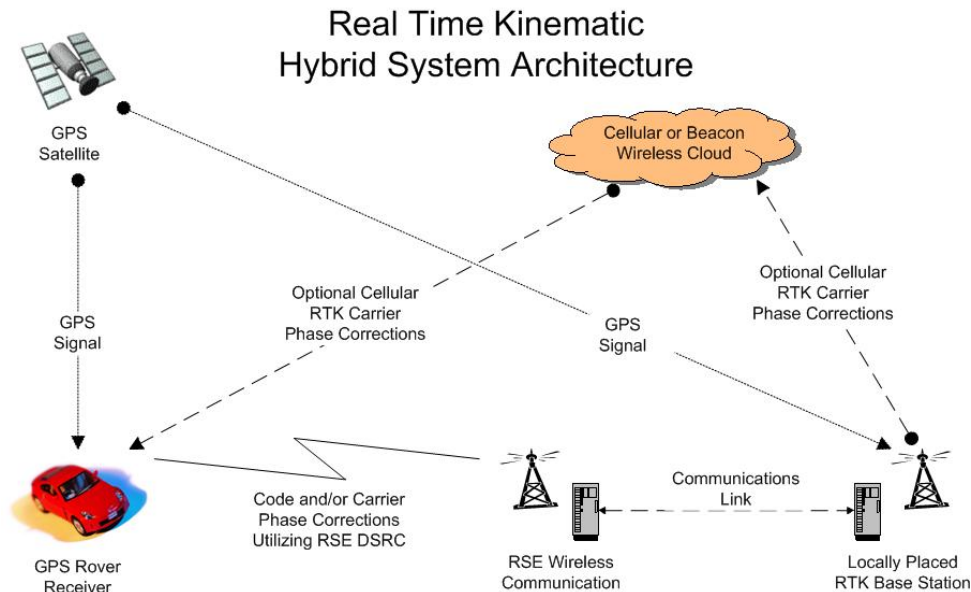 Real Time Kinematic
Hybrid System Architecture
GPS
Satellite
Cellular or Beacon
Wireless Cloud
Optional Cellular
RTK Carrier
Phase Corrections
Optional Cellular
RTK Carrier
Phase Corrections
GPS
Signal
GPS
Signal
Code and/or Carrier
Phase Corrections
Utilizing RSE DSRC
Communications
Link
GPS Rover
Receiver
RSE Wireless
Communication
Locally Placed
RTK Base Station